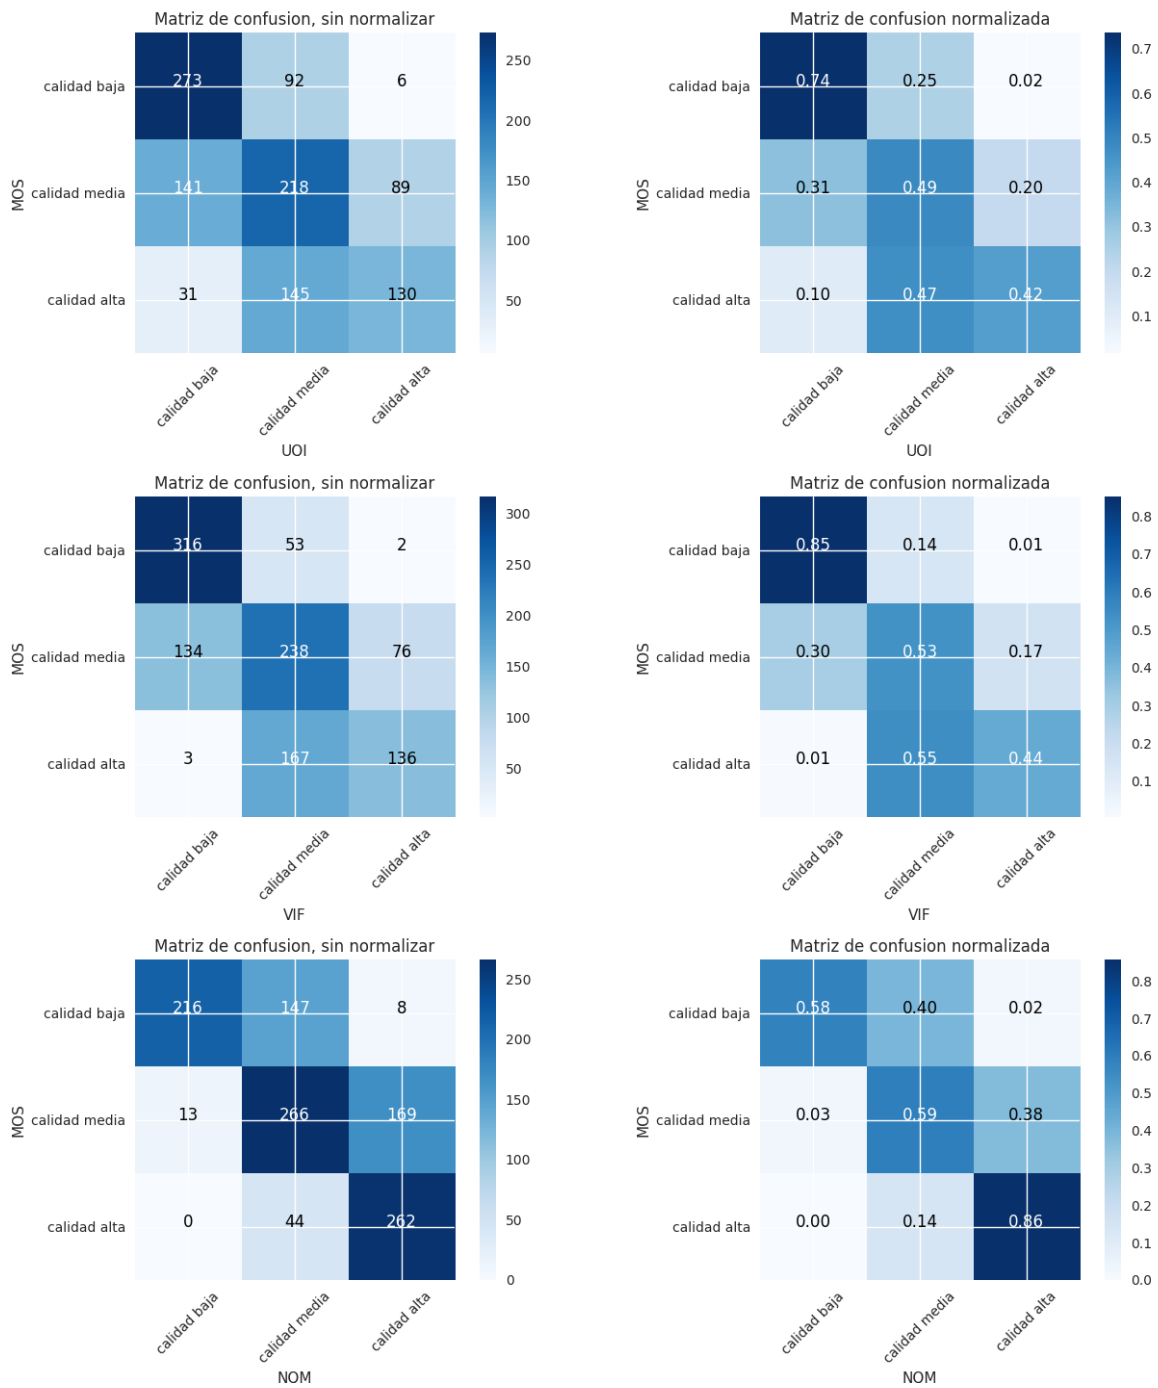 Matriz de confusion, sin normalizar
Matriz de confusion normalizada
calidad baja 273 92 6
calidad media 141 218 89
calidad alta 31 145 130
MOS
250
200
150
100
50
calidad baja calidad media calidad alta
UOI
calidad baja 0.74 0.25 0.02
calidad media 0.31 0.49 0.20
calidad alta 0.10 0.47 0.42
MOS
0.7
0.6
0.5
0.4
0.3
0.2
0.1
calidad baja calidad media calidad alta
UOI
Matriz de confusion, sin normalizar
Matriz de confusion normalizada
calidad baja 316 53 2
calidad media 134 238 76
calidad alta 3 167 136
MOS
300
250
200
150
100
50
calidad baja calidad media calidad alta
VIF
calidad baja 0.85 0.14 0.01
calidad media 0.30 0.53 0.17
calidad alta 0.01 0.55 0.44
MOS
0.8
0.7
0.6
0.5
0.4
0.3
0.2
0.1
calidad baja calidad media calidad alta
VIF
Matriz de confusion, sin normalizar
Matriz de confusion normalizada
calidad baja 216 147 8
calidad media 13 266 169
calidad alta 0 44 262
MOS
250
200
150
100
50
0
calidad baja calidad media calidad alta
NOM
calidad baja 0.58 0.40 0.02
calidad media 0.03 0.59 0.38
calidad alta 0.00 0.14 0.86
MOS
0.8
0.7
0.6
0.5
0.4
0.3
0.2
0.1
0.0
calidad baja calidad media calidad alta
NOM